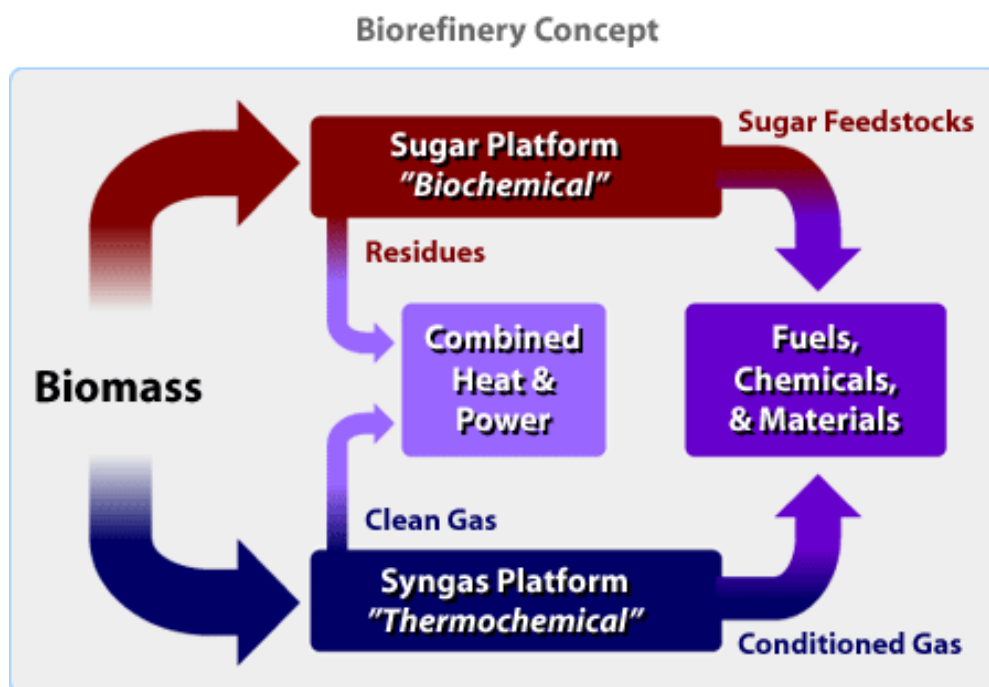 Biorefinery Concept
Sugar Feedstocks
Sugar Platform
"Biochemical"
Residues
Combined
Heat &
Power
Fuels,
Chemicals,
& Materials
Biomass
Clean Gas
Syngas Platform
"Thermochemical"
Conditioned Gas